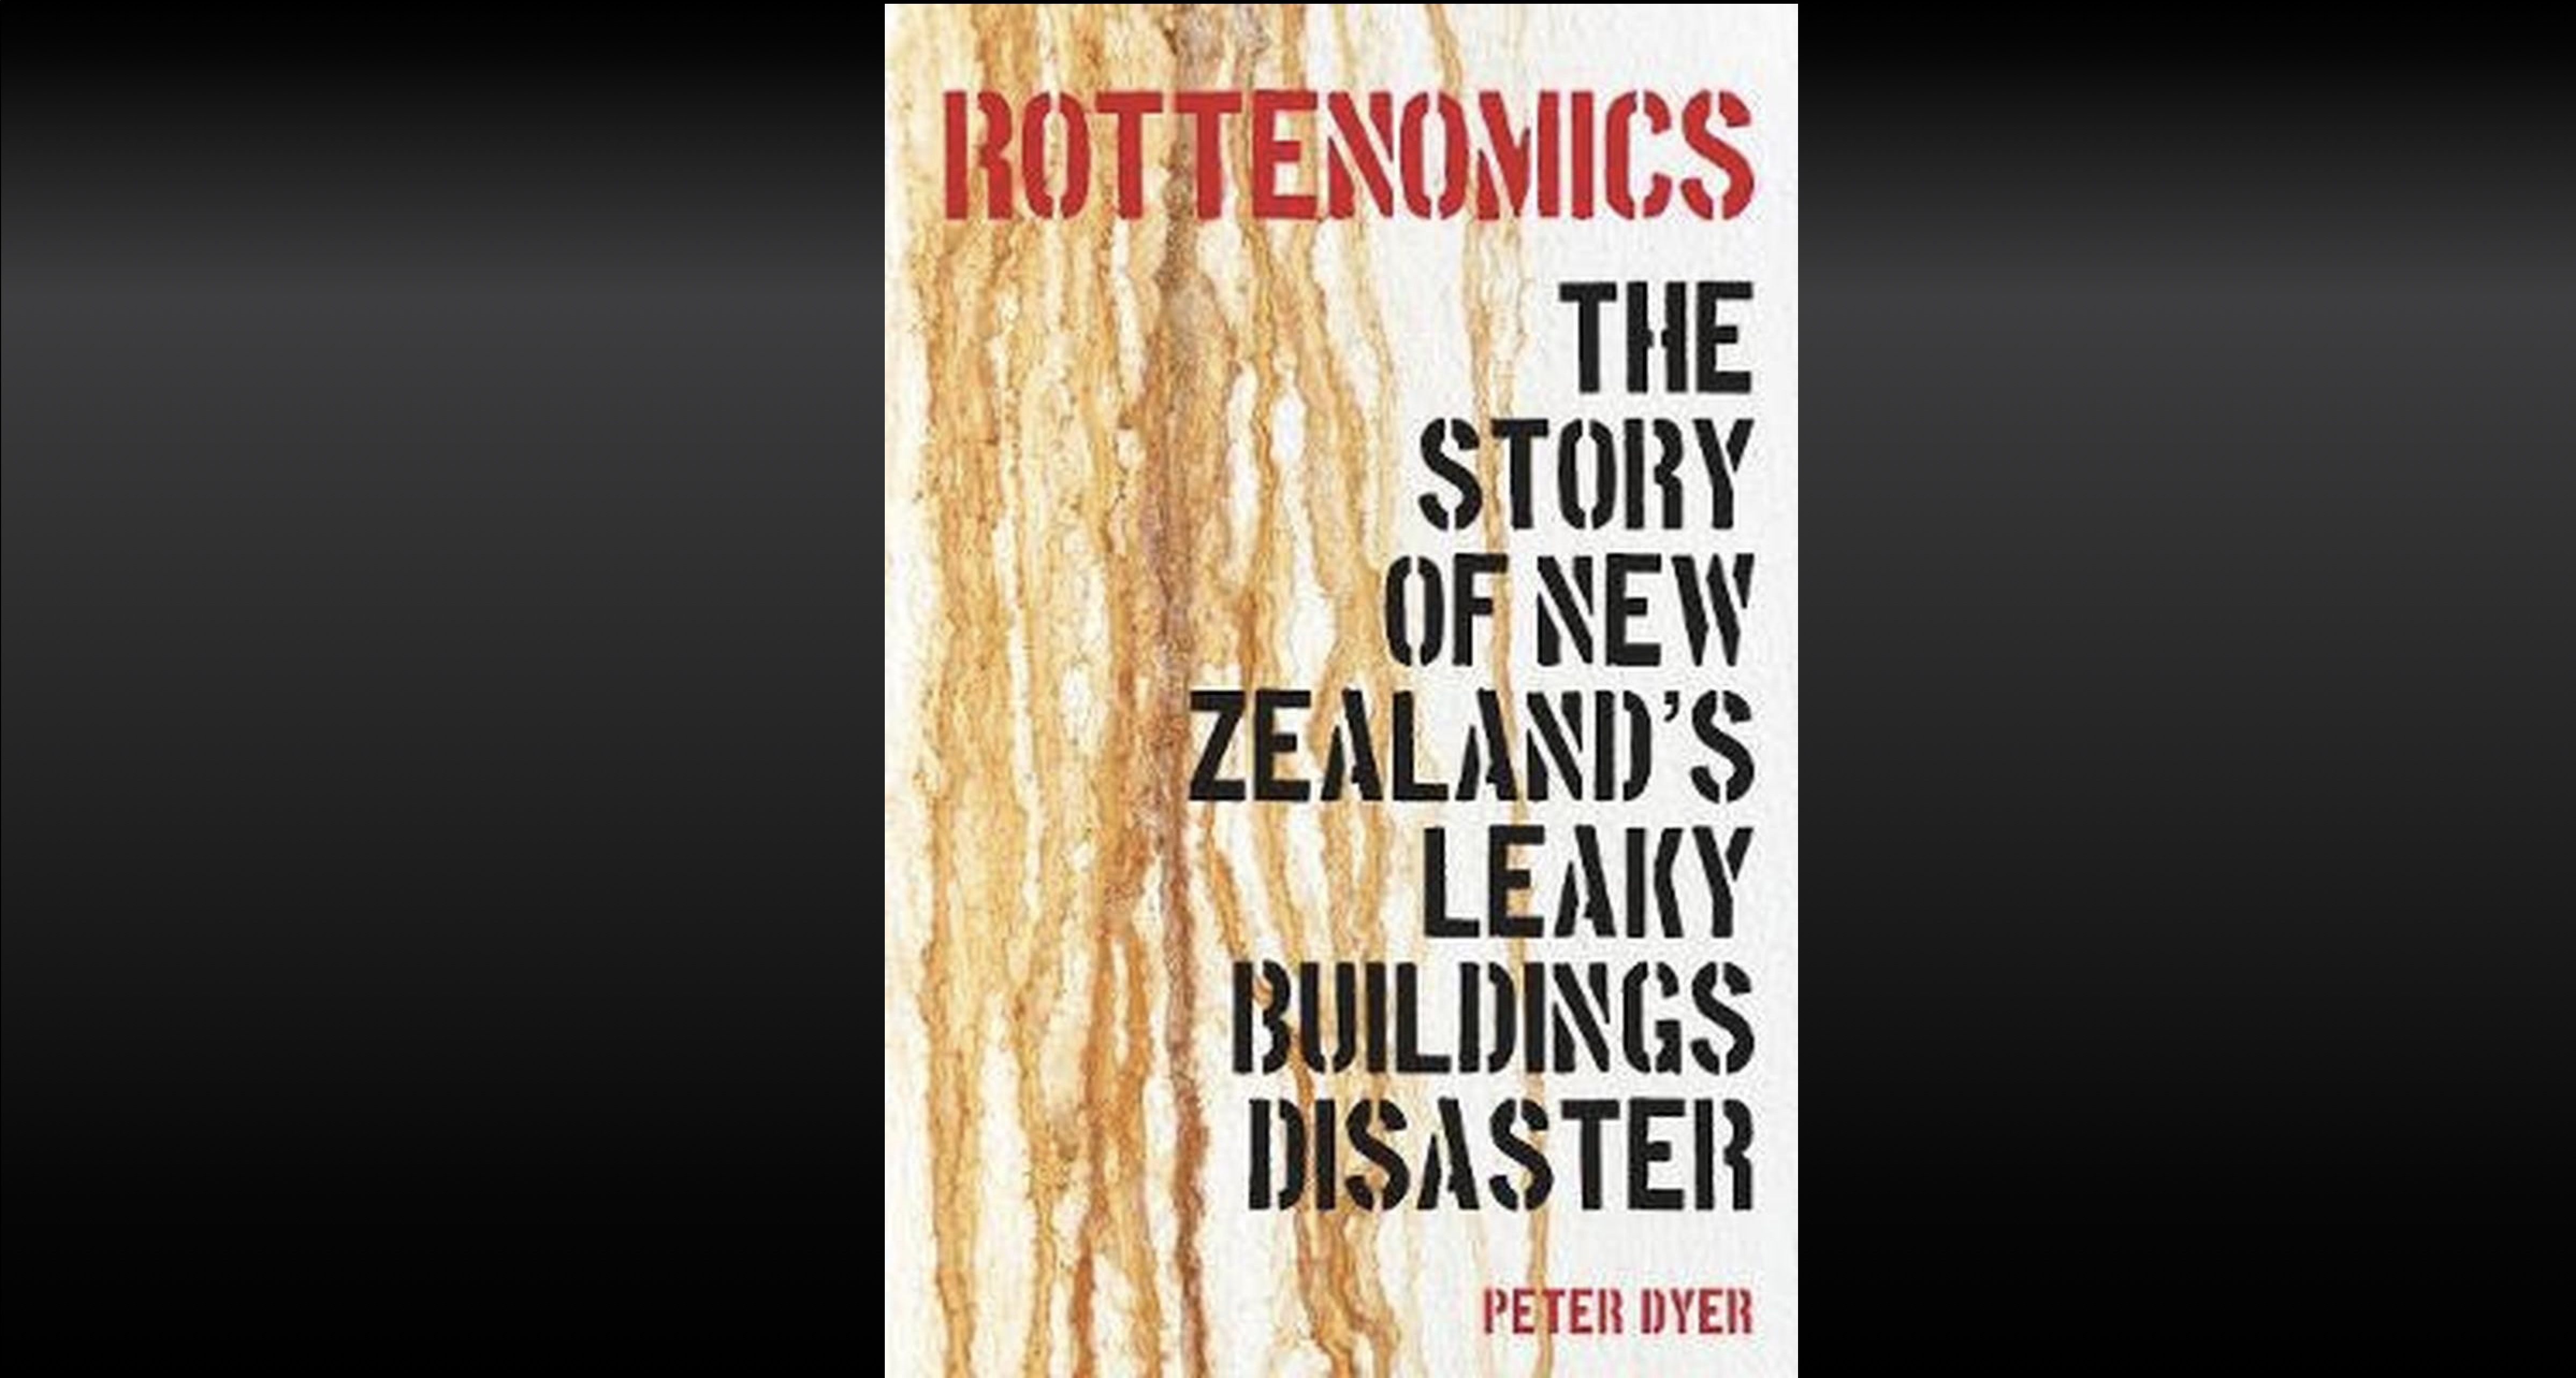 ROTTENOMICS
THE
STORY
OF NEW
ZEALAND’S
LEAKY
BUILDINGS
DISASTER
PETER DYER